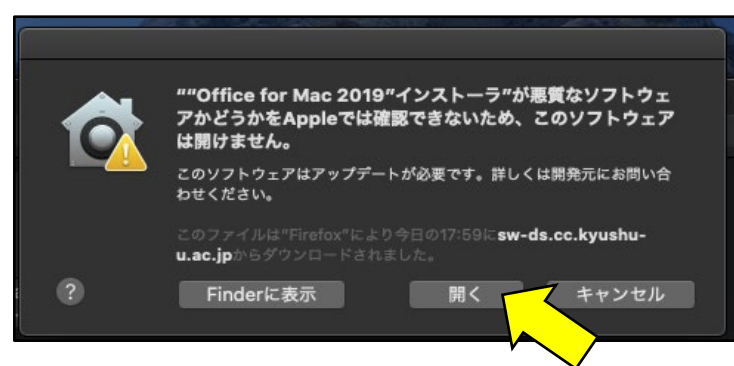 ""Office for Mac 2019"インストーラ"が悪質なソフトウェ
アかどうかをAppleでは確認できないため、このソフトウェア
は開けません。
このソフトウェアはアップデートが必要です。詳しくは開発元にお問い合
わせください。
このファイルは"Firefox"により今日の17:59にsw-ds.cc.kyushu-
u.ac.jpからダウンロードされました。
? Finderに表示 開く キャンセル